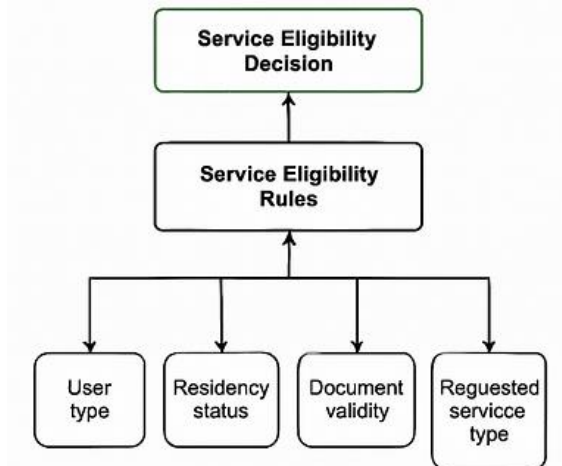 Service Eligibility
Decision
Service Eligibility
Rules
User
type
Residency
status
Document
validity
Reguested
servicce
type